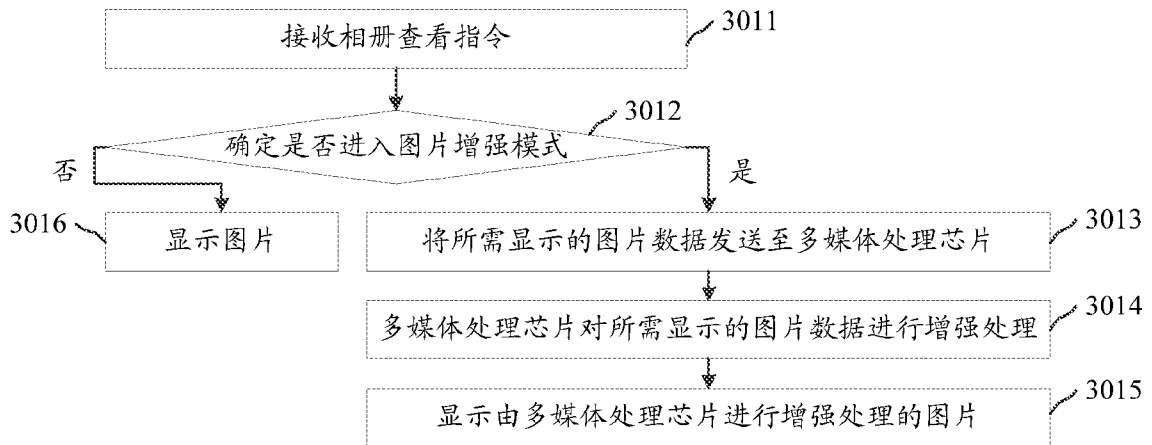 接收相册查看指令
3011
3012
确定是否进入图片增强模式
否
是
3016
显示图片
将所需显示的图片数据发送至多媒体处理芯片
3013
多媒体处理芯片对所需显示的图片数据进行增强处理
3014
显示由多媒体处理芯片进行增强处理的图片
3015